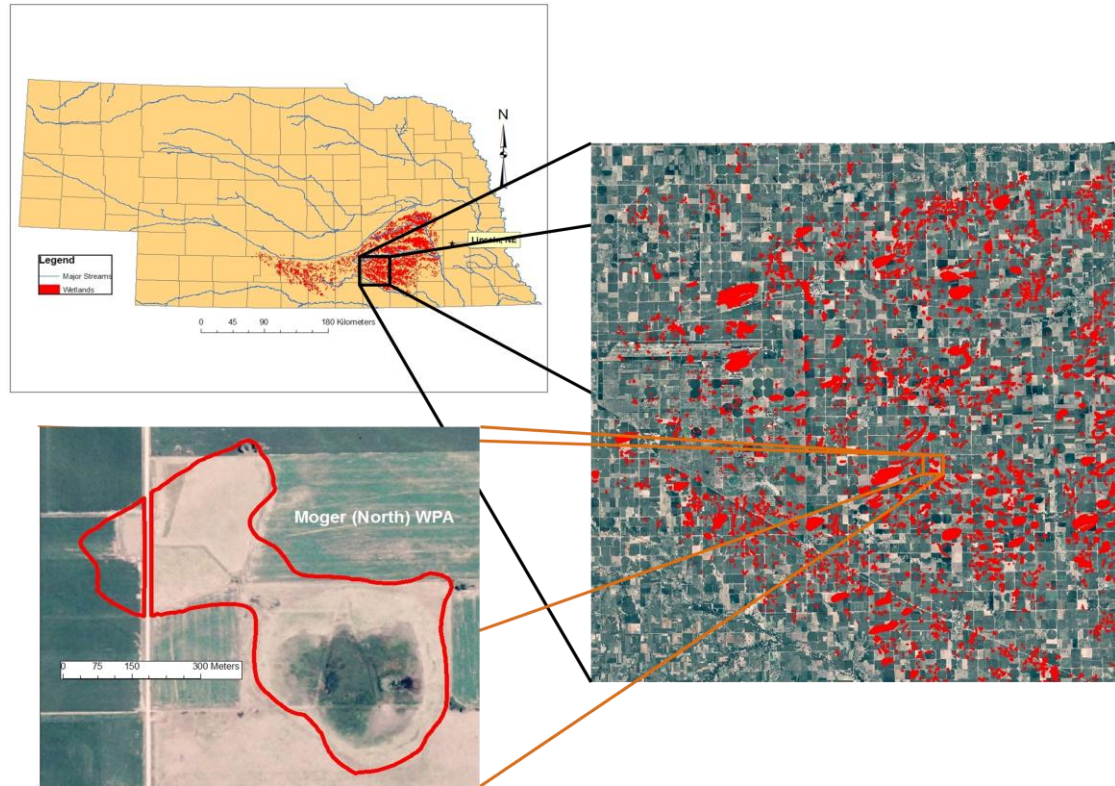 N
Lincoln, NE
Legend
Major Streams
Wetlands
0 45 90 180 Kilometers
Moger (North) WPA
0 75 150 300 Meters